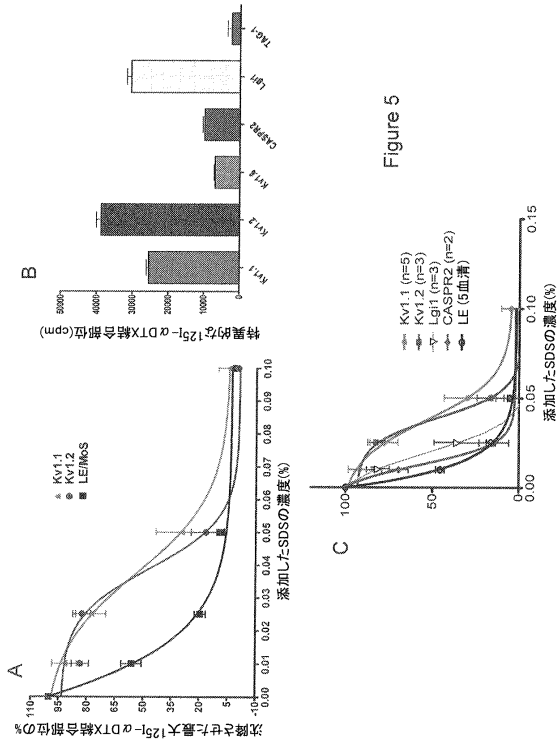 A
沈降させた最大¹²⁵I-αDTX結合部位の%
110
95
80
65
50
35
20
5
-10
0.00
0.01
0.02
0.03
0.04
0.05
0.06
0.07
0.08
0.09
0.10
添加したSDSの濃度(%)
Kv1.1
Kv1.2
LE/MoS
B
特異的な¹²⁵I-αDTX結合部位(cpm)
50000
40000
30000
20000
10000
0
Kv1.1
Kv1.2
Kv1.6
CASPR2
Lgi1
TAG-1
C
100
50
0
0.00
0.05
0.10
0.15
添加したSDSの濃度(%)
Kv1.1 (n=5)
Kv1.2 (n=3)
Lgi1 (n=3)
CASPR2 (n=2)
LE (5血清)
Figure 5